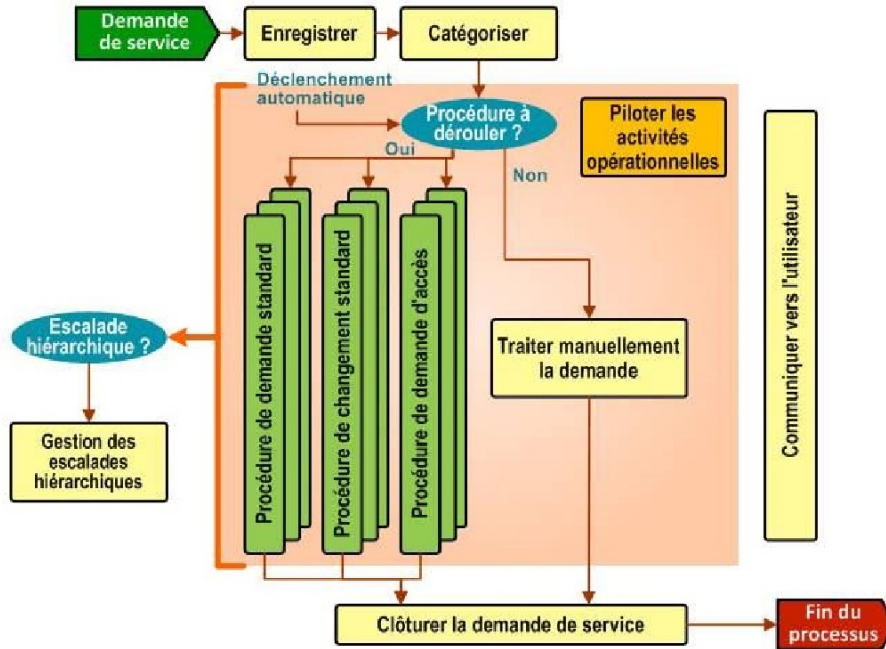 Demande
de service
Enregistrer
Catégoriser
Déclenchement
automatique
Procédure à
dérouler ?
Piloter les
activités
opérationnelles
Oui
Non
Procédure de demande standard
Procédure de changement standard
Procédure de demande d'accès
Traiter manuellement
la demande
Communiquer vers l'utilisateur
Escalade
hiérarchique ?
Gestion des
escalades
hiérarchiques
Clôturer la demande de service
Fin du
processus